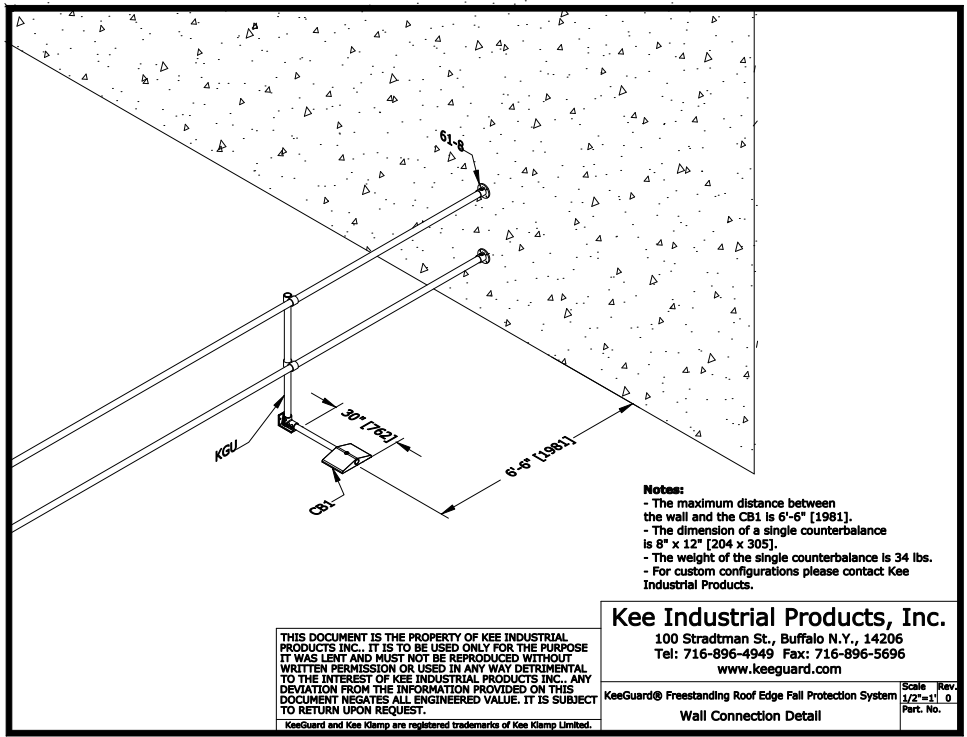 61-8
30" [762]
KGU
6'-6" [1981]
CB1
Notes:
- The maximum distance between
the wall and the CB1 is 6'-6" [1981].
- The dimension of a single counterbalance
is 8" x 12" [204 x 305].
- The weight of the single counterbalance is 34 lbs.
- For custom configurations please contact Kee
Industrial Products.
THIS DOCUMENT IS THE PROPERTY OF KEE INDUSTRIAL
PRODUCTS INC.. IT IS TO BE USED ONLY FOR THE PURPOSE
IT WAS LENT AND MUST NOT BE REPRODUCED WITHOUT
WRITTEN PERMISSION OR USED IN ANY WAY DETRIMENTAL
TO THE INTEREST OF KEE INDUSTRIAL PRODUCTS INC.. ANY
DEVIATION FROM THE INFORMATION PROVIDED ON THIS
DOCUMENT NEGATES ALL ENGINEERED VALUE. IT IS SUBJECT
TO RETURN UPON REQUEST.
KeeGuard and Kee Klamp are registered trademarks of Kee Klamp Limited.
Kee Industrial Products, Inc.
100 Stradtman St., Buffalo N.Y., 14206
Tel: 716-896-4949 Fax: 716-896-5696
www.keeguard.com
KeeGuard® Freestanding Roof Edge Fall Protection System
Wall Connection Detail
Scale
1/2"=1'
Rev.
0
Part. No.